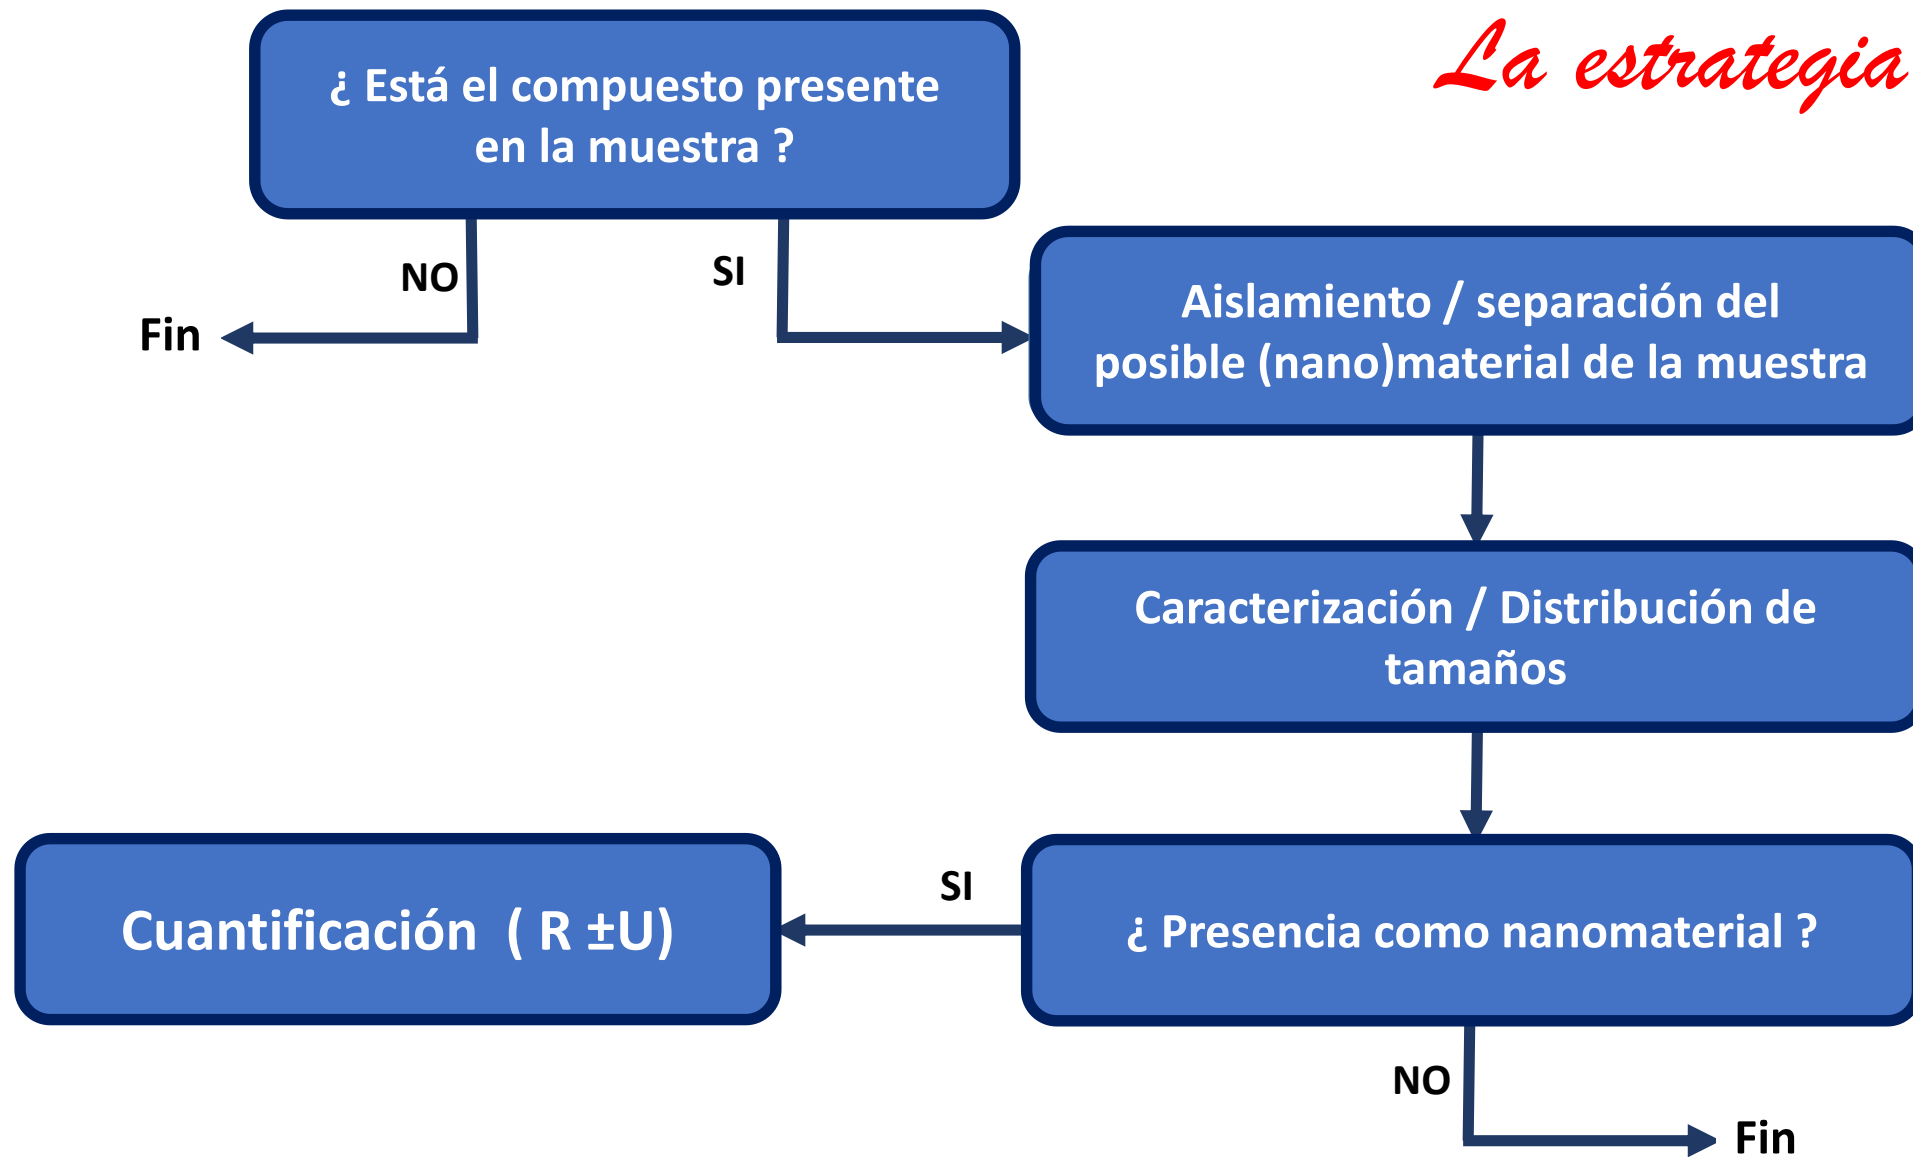 La estrategia
¿ Está el compuesto presente
en la muestra ?
NO
SI
Fin
Aislamiento / separación del
posible (nano)material de la muestra
Caracterización / Distribución de
tamaños
¿ Presencia como nanomaterial ?
SI
Cuantificación ( R ±U)
NO
Fin